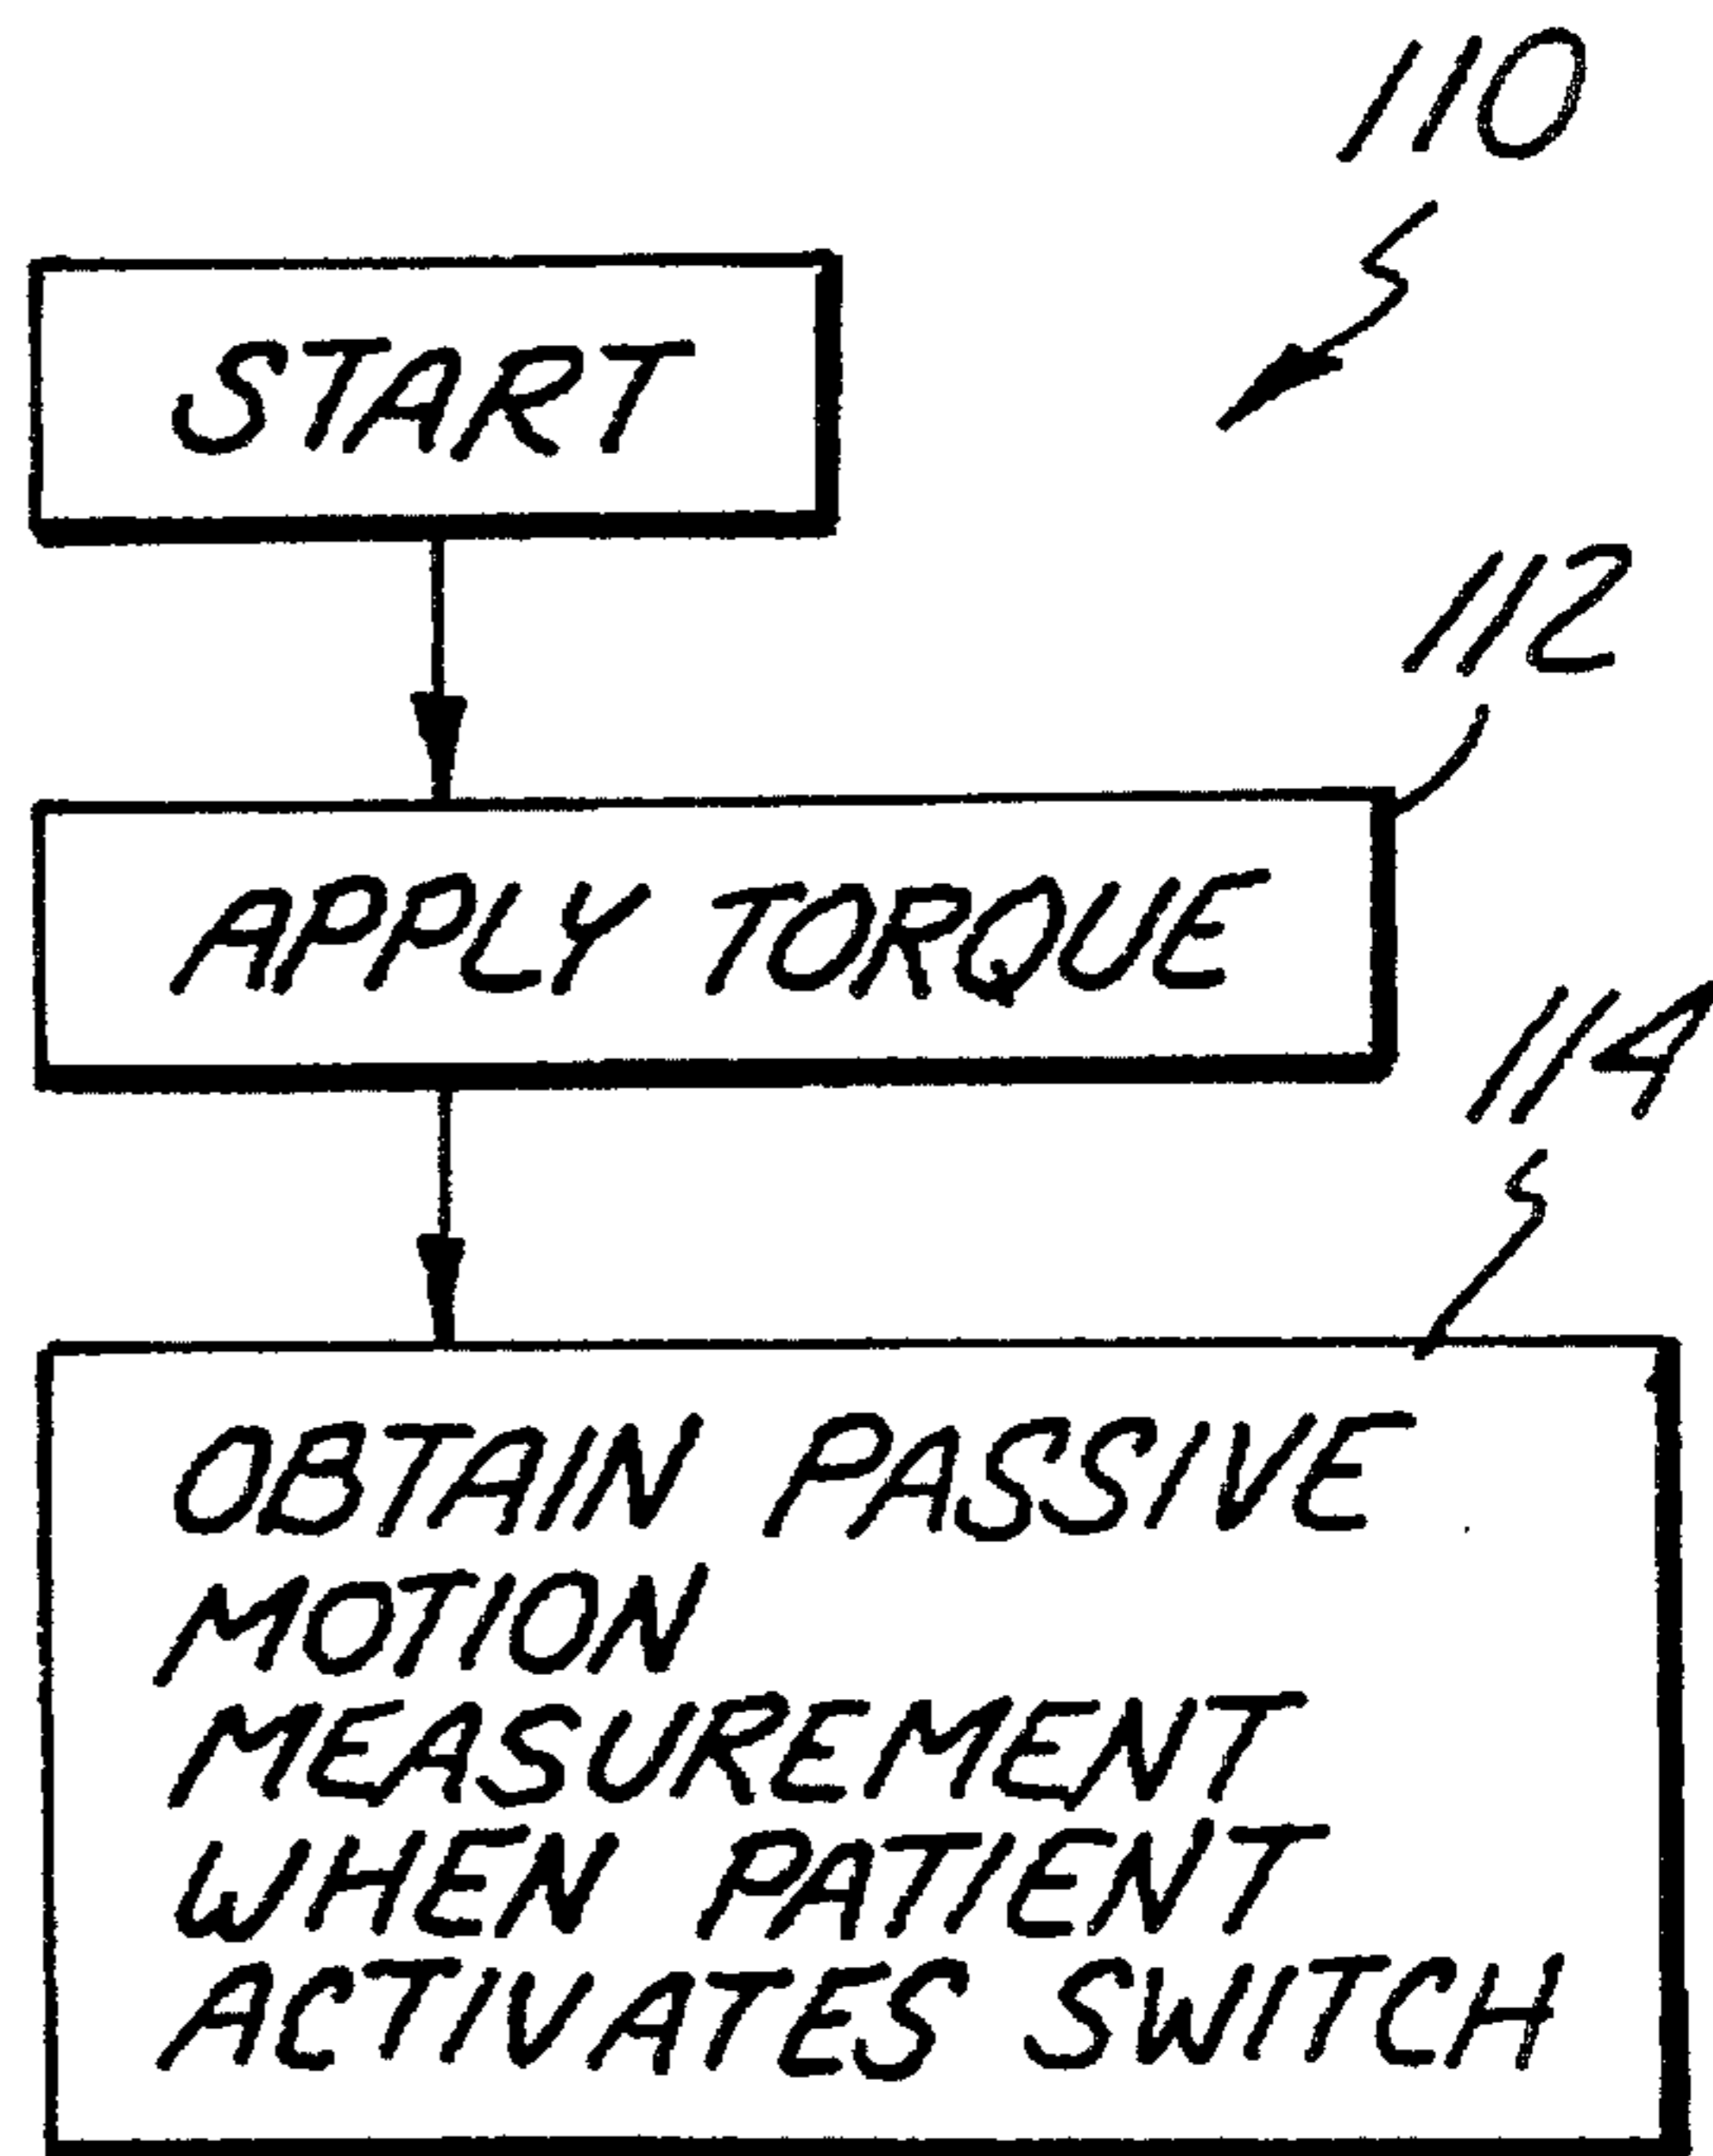 110
START
112
APPLY TORQUE
114
OBTAIN PASSIVE
MOTION
MEASUREMENT
WHEN PATIENT
ACTIVATES SWITCH